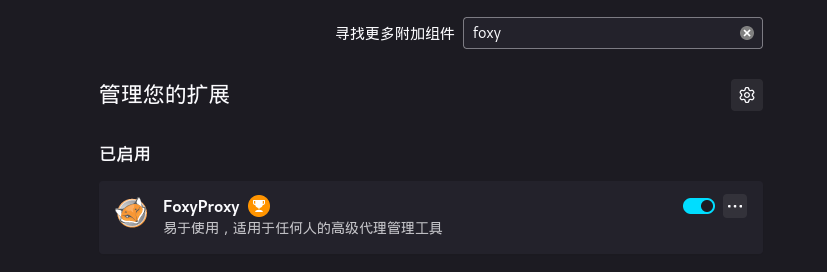 寻找更多附加组件 foxy
管理您的扩展
已启用
FoxyProxy
易于使用，适用于任何人的高级代理管理工具